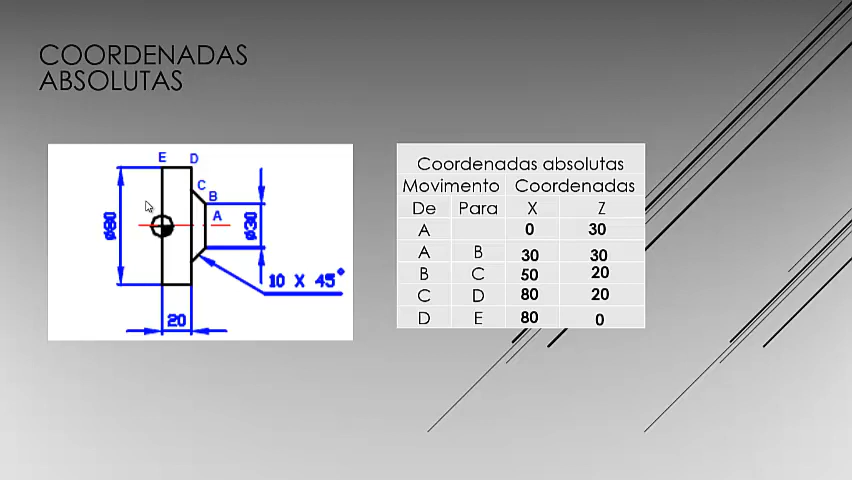 COORDENADAS
ABSOLUTAS
E D
C
B
A
Ø80
Ø30
10 X 45°
20
Coordenadas absolutas
Movimento Coordenadas
De Para X Z
A 0 30
A B 30 30
B C 50 20
C D 80 20
D E 80 0